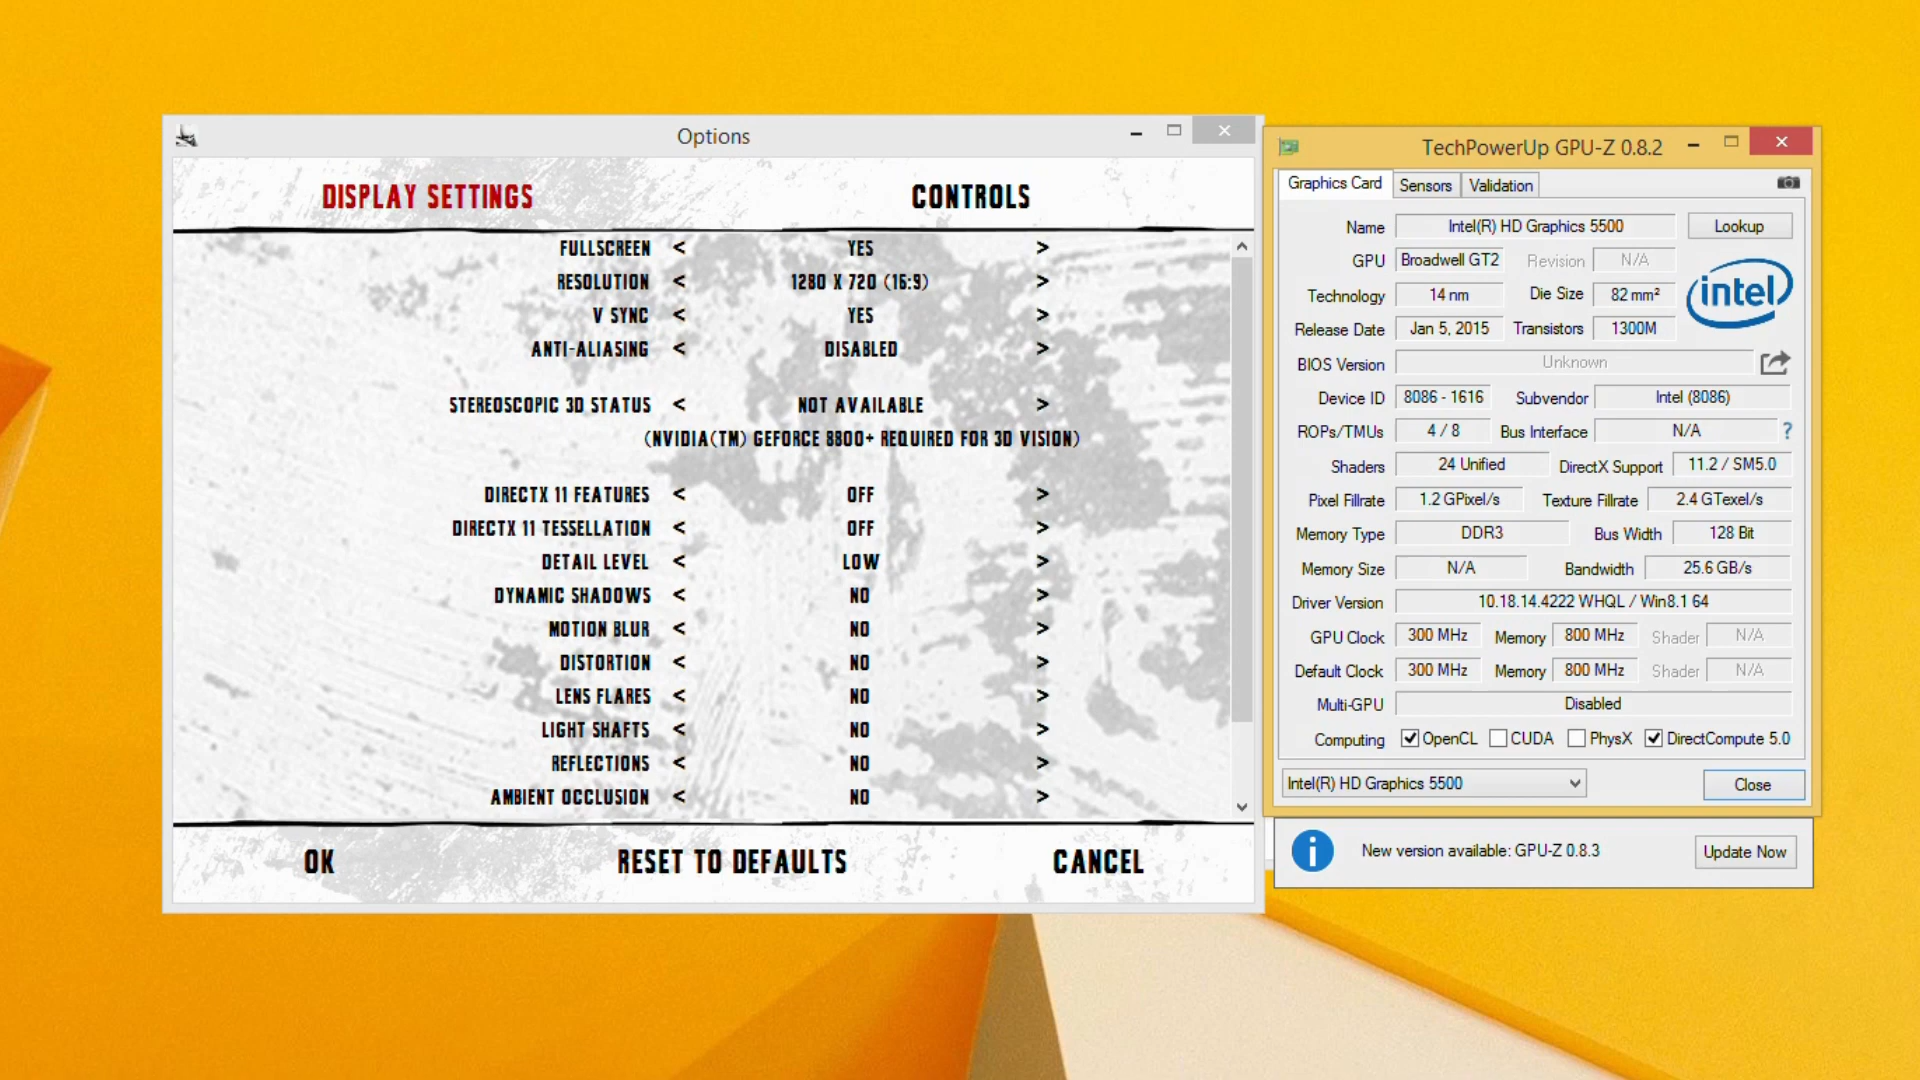 Options
DISPLAY SETTINGS CONTROLS
FULLSCREEN < YES >
RESOLUTION < 1280 X 720 (16:9) >
V SYNC < YES >
ANTI-ALIASING < DISABLED >
STEREOSCOPIC 3D STATUS < NOT AVAILABLE >
(NVIDIA(TM) GEFORCE 8800+ REQUIRED FOR 3D VISION)
DIRECTX 11 FEATURES < OFF >
DIRECTX 11 TESSELLATION < OFF >
DETAIL LEVEL < LOW >
DYNAMIC SHADOWS < NO >
MOTION BLUR < NO >
DISTORTION < NO >
LENS FLARES < NO >
LIGHT SHAFTS < NO >
REFLECTIONS < NO >
AMBIENT OCCLUSION < NO >
OK RESET TO DEFAULTS CANCEL
TechPowerUp GPU-Z 0.8.2
Graphics Card Sensors Validation
Name Intel(R) HD Graphics 5500 Lookup
GPU Broadwell GT2 Revision N/A
intel
Technology 14 nm Die Size 82 mm²
Release Date Jan 5, 2015 Transistors 1300M
BIOS Version Unknown
Device ID 8086 - 1616 Subvendor Intel (8086)
ROPs/TMUs 4 / 8 Bus Interface N/A ?
Shaders 24 Unified DirectX Support 11.2 / SM5.0
Pixel Fillrate 1.2 GPixel/s Texture Fillrate 2.4 GTexel/s
Memory Type DDR3 Bus Width 128 Bit
Memory Size N/A Bandwidth 25.6 GB/s
Driver Version 10.18.14.4222 WHQL / Win8.1 64
GPU Clock 300 MHz Memory 800 MHz Shader N/A
Default Clock 300 MHz Memory 800 MHz Shader N/A
Multi-GPU Disabled
Computing OpenCL CUDA PhysX DirectCompute 5.0
Intel(R) HD Graphics 5500 Close
New version available: GPU-Z 0.8.3 Update Now